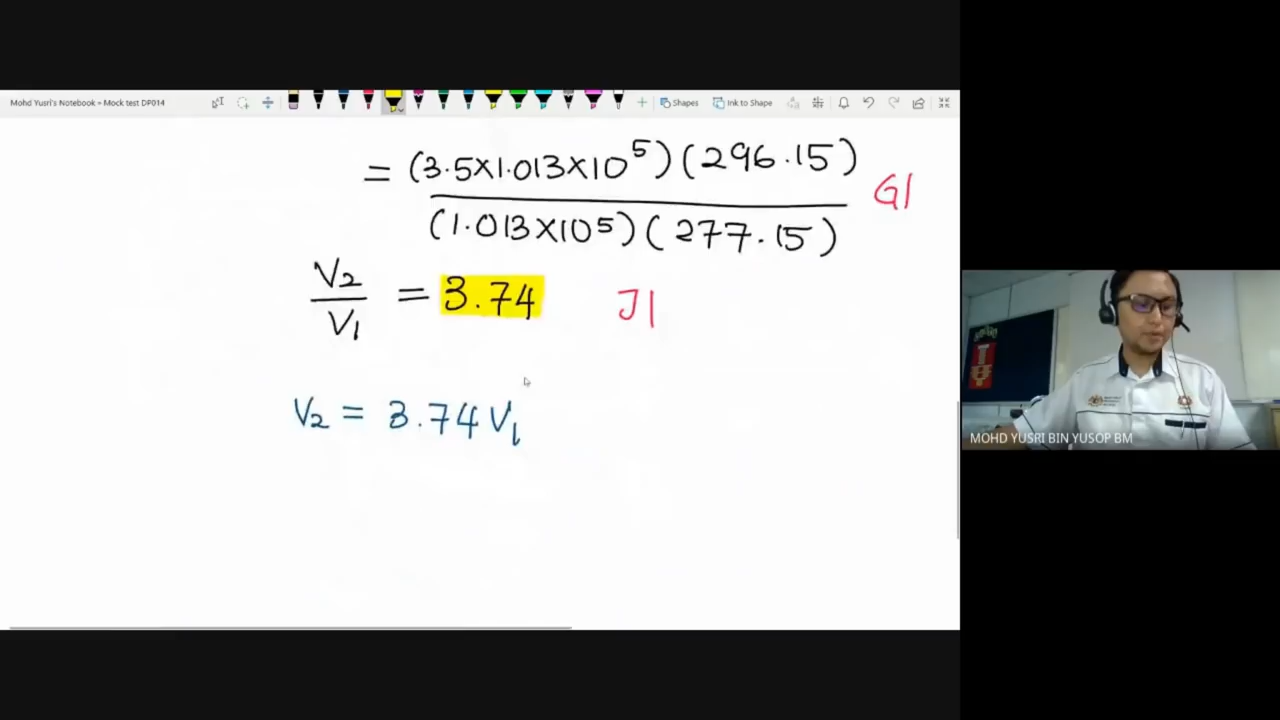 Mohd Yusri's Notebook » Mock test DP014
Shapes
Ink to Shape
= (3.5×1.013×10⁵)(296.15)
(1.013×10⁵)(277.15)
G1
V₂
V₁
= 3.74
J1
V₂ = 3.74 V₁
MOHD YUSRI BIN YUSOP BM